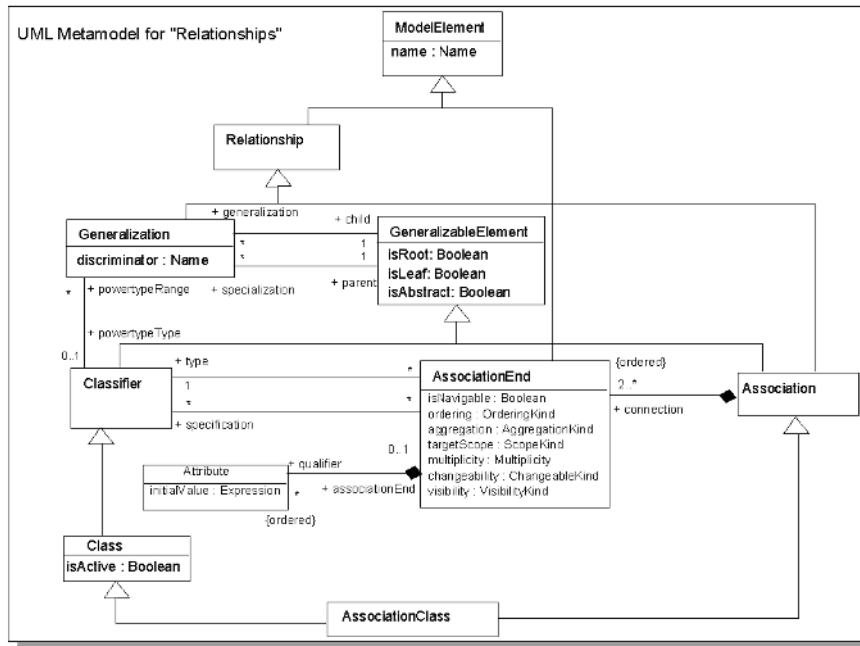 UML Metamodel for "Relationships"
ModelElement
name : Name
Relationship
+ generalization
+ child
Generalization
discriminator : Name
*
1
*
1
GeneralizableElement
isRoot: Boolean
isLeaf: Boolean
isAbstract: Boolean
*
+ powertypeRange
+ specialization
+ parent
+ powertypeType
0..1
+ type
*
{ordered}
Classifier
1
*
*
+ specification
AssociationEnd
isNavigable : Boolean
ordering : OrderingKind
aggregation : AggregationKind
targetScope : ScopeKind
multiplicity : Multiplicity
changeability : ChangeableKind
visibility : VisibilityKind
2..*
+ connection
Association
0..1
+ qualifier
Attribute
initialValue : Expression
*
+ associationEnd
{ordered}
Class
isActive : Boolean
AssociationClass